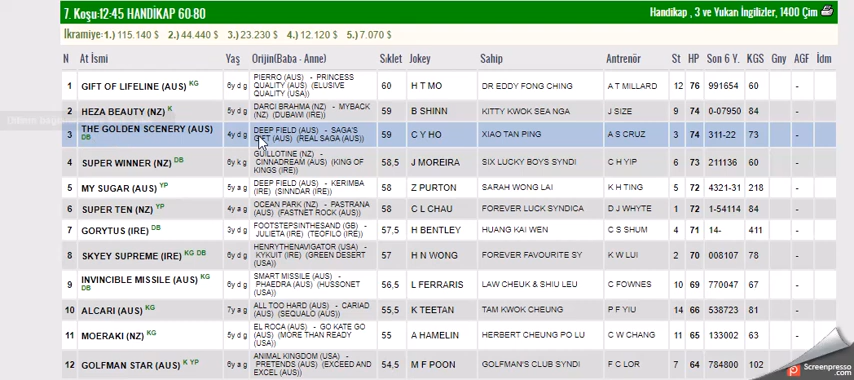 7. Koşu:12:45 HANDİKAP 60-80 Handikap , 3 ve Yukarı İngilizler, 1400 Çim
İkramiye: 1.) 115.140 $ 2.) 44.440 $ 3.) 23.230 $ 4.) 12.120 $ 5.) 7.070 $
N At İsmi Yaş Orijin(Baba - Anne) Sıklet Jokey Sahip Antrenör St HP Son 6 Y. KGS Gny AGF İdm
1 GIFT OF LIFELINE (AUS) KG 6y d g PIERRO (AUS) - PRINCESS QUALITY (AUS) (ELUSIVE QUALITY (USA)) 60 H T MO DR EDDY FONG CHING A T MILLARD 12 76 991654 60 -
2 HEZA BEAUTY (NZ) K 5y d g DARCI BRAHMA (NZ) - MYBACK (NZ) (DUBAWI (IRE)) 59 B SHINN KITTY KWOK SEA NGA J SIZE 9 74 0-07950 84 -
3 THE GOLDEN SCENERY (AUS) DB 4y d g DEEP FIELD (AUS) - SAGA'S GIFT (AUS) (REAL SAGA (AUS)) 59 C Y HO XIAO TAN PING A S CRUZ 3 74 311-22 73 -
4 SUPER WINNER (NZ) DB 6y k g GUILLOTINE (NZ) - CINNADREAM (AUS) (KING OF KINGS (IRE)) 58,5 J MOREIRA SIX LUCKY BOYS SYNDI C H YIP 6 73 211136 60 -
5 MY SUGAR (AUS) YP 5y d g DEEP FIELD (AUS) - KERIMBA (IRE) (SINNDAR (IRE)) 58 Z PURTON SARAH WONG LAI K H TING 5 72 4321-31 218 -
6 SUPER TEN (NZ) YP 4y a g OCEAN PARK (NZ) - PASTRANA (AUS) (FASTNET ROCK (AUS)) 58 C L CHAU FOREVER LUCK SYNDICA D J WHYTE 1 72 1-54114 84 -
7 GORYTUS (IRE) DB 3y d g FOOTSTEPSINTHESAND (GB) - JULIETA (IRE) (TEOFILO (IRE)) 57,5 H BENTLEY HUANG KAI WEN C S SHUM 4 71 14- 411 -
8 SKYEY SUPREME (IRE) KG DB 6y d g HENRYTHENAVIGATOR (USA) - KYKUIT (IRE) (GREEN DESERT (USA)) 57 H N WONG FOREVER FAVOURITE SY K W LUI 2 70 008107 78 -
9 INVINCIBLE MISSILE (AUS) KG DB 6y a g SMART MISSILE (AUS) - PHAEDRA (AUS) (HUSSONET (USA)) 56,5 L FERRARIS LAW CHEUK & SHIU LEU C FOWNES 10 69 770047 67 -
10 ALCARI (AUS) KG 7y a g ALL TOO HARD (AUS) - CARIAD (AUS) (SEQUALO (AUS)) 55,5 K TEETAN TAM KWOK CHEUNG P F YIU 14 66 538723 81 -
11 MOERAKI (NZ) KG 5y d g EL ROCA (AUS) - GO KATE GO (AUS) (MORE THAN READY (USA)) 55 A HAMELIN HERBERT CHEUNG PO LU C W CHANG 11 65 133002 63 -
12 GOLFMAN STAR (AUS) K YP 6y a g ANIMAL KINGDOM (USA) - PRETENDS (AUS) (EXCEED AND EXCEL (AUS)) 54,5 M F POON GOLFMAN'S CLUB SYNDI F C LOR 7 64 784800 102 -
Screenpresso
.com